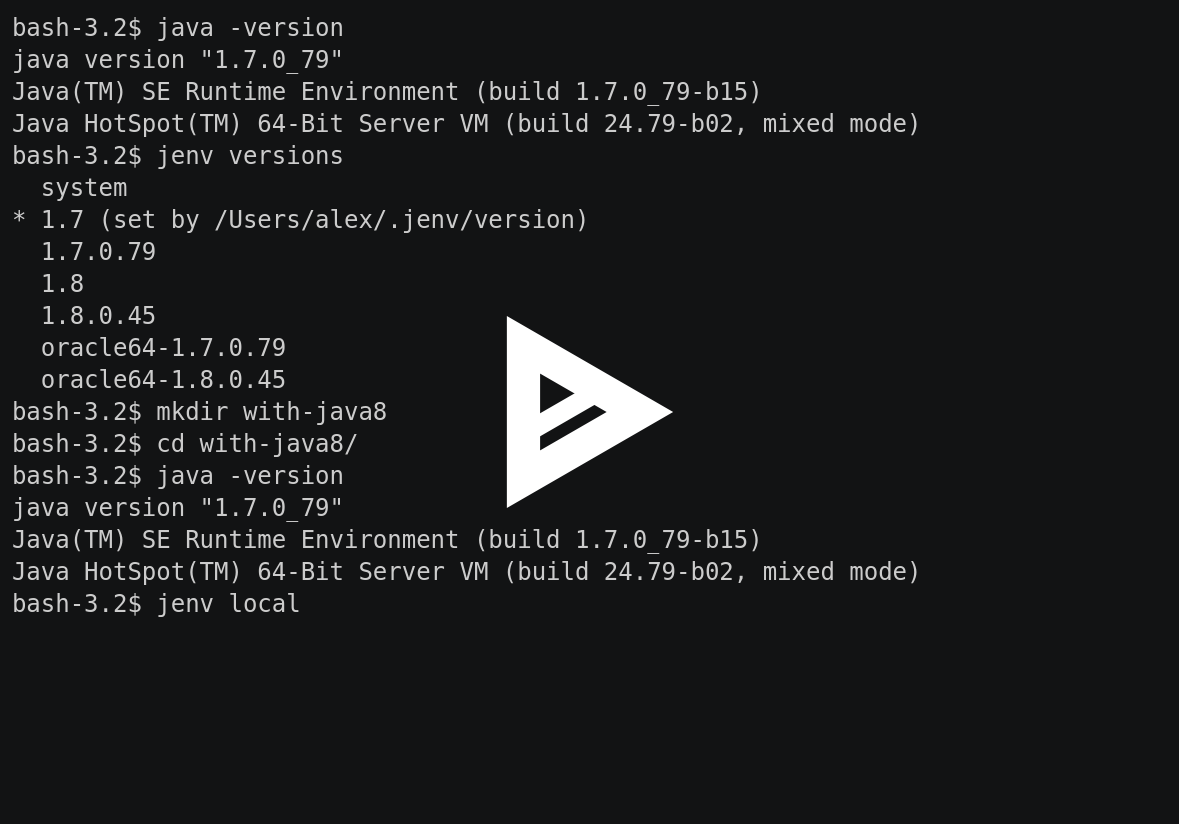 bash-3.2$ java -version
java version "1.7.0_79"
Java(TM) SE Runtime Environment (build 1.7.0_79-b15)
Java HotSpot(TM) 64-Bit Server VM (build 24.79-b02, mixed mode)
bash-3.2$ jenv versions
  system
* 1.7 (set by /Users/alex/.jenv/version)
  1.7.0.79
  1.8
  1.8.0.45
  oracle64-1.7.0.79
  oracle64-1.8.0.45
bash-3.2$ mkdir with-java8
bash-3.2$ cd with-java8/
bash-3.2$ java -version
java version "1.7.0_79"
Java(TM) SE Runtime Environment (build 1.7.0_79-b15)
Java HotSpot(TM) 64-Bit Server VM (build 24.79-b02, mixed mode)
bash-3.2$ jenv local